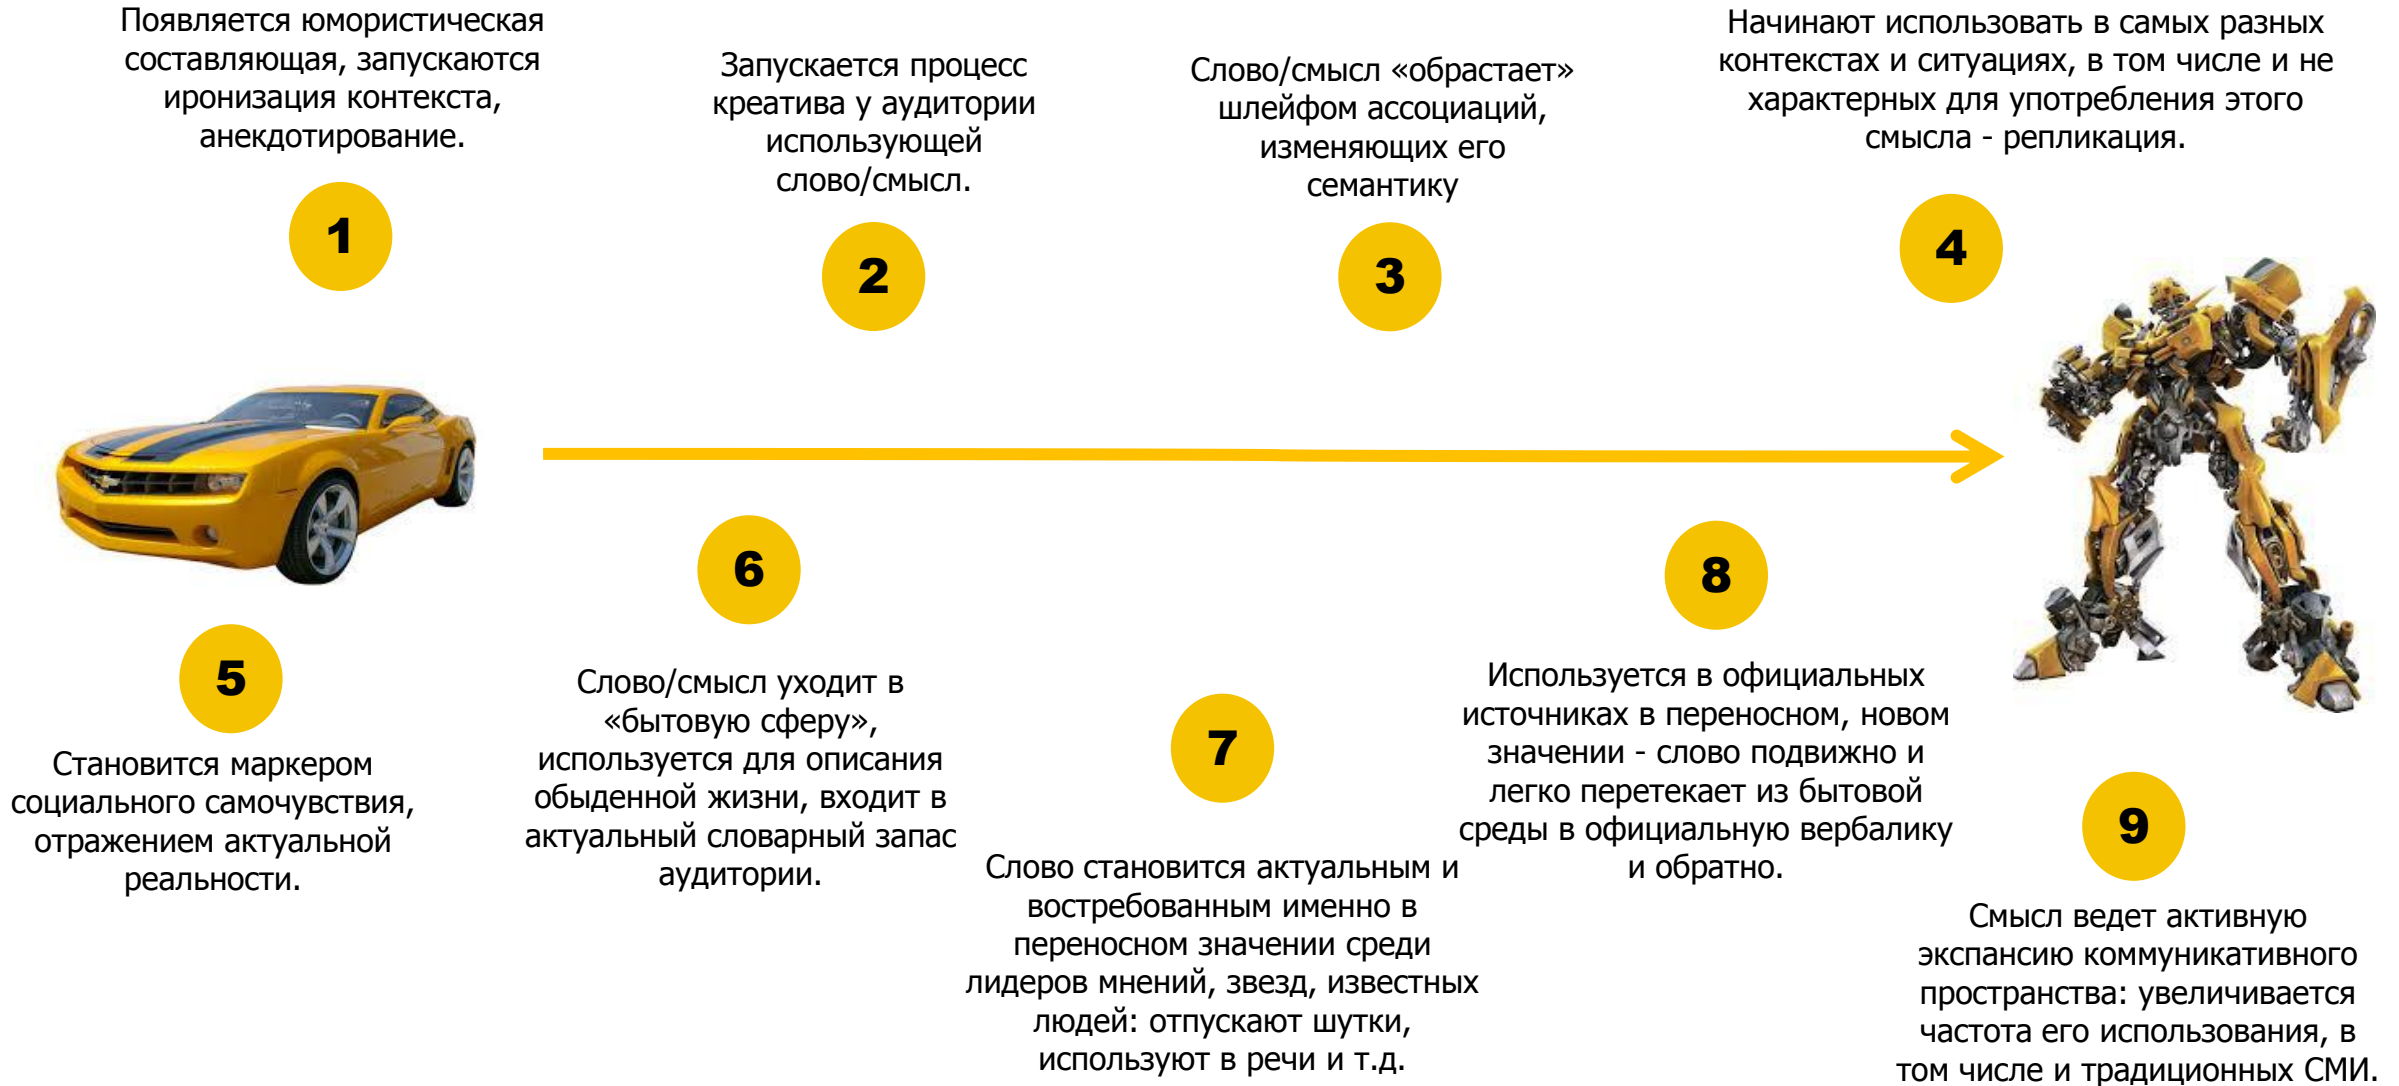 Появляется юмористическая
составляющая, запускаются
иронизация контекста,
анекдотирование.
1
Запускается процесс
креатива у аудитории
использующей
слово/смысл.
2
Слово/смысл «обрастает»
шлейфом ассоциаций,
изменяющих его
семантику
3
Начинают использовать в самых разных
контекстах и ситуациях, в том числе и не
характерных для употребления этого
смысла - репликация.
4
5
Становится маркером
социального самочувствия,
отражением актуальной
реальности.
6
Слово/смысл уходит в
«бытовую сферу»,
используется для описания
обыденной жизни, входит в
актуальный словарный запас
аудитории.
7
Слово становится актуальным и
востребованным именно в
переносном значении среди
лидеров мнений, звезд, известных
людей: отпускают шутки,
используют в речи и т.д.
8
Используется в официальных
источниках в переносном, новом
значении - слово подвижно и
легко перетекает из бытовой
среды в официальную вербалику
и обратно.
9
Смысл ведет активную
экспансию коммуникативного
пространства: увеличивается
частота его использования, в
том числе и традиционных СМИ.